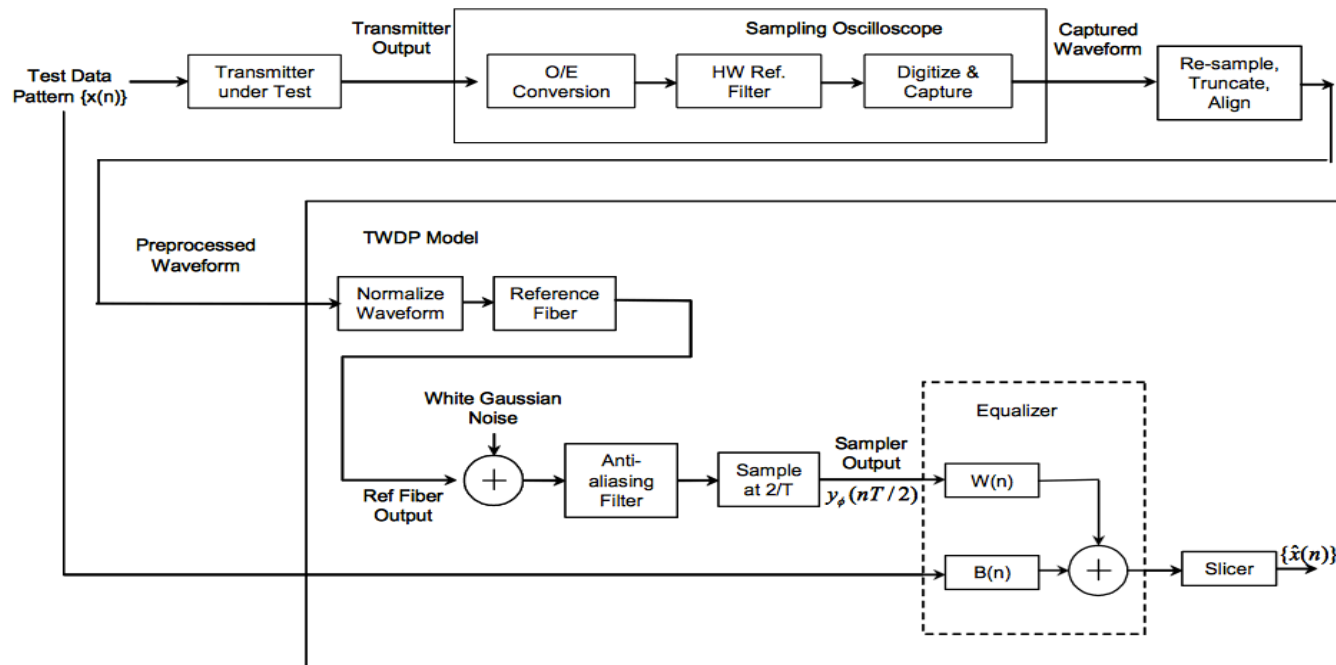 Test Data
Pattern {x(n)}
Transmitter
under Test
Transmitter
Output
Sampling Oscilloscope
O/E
Conversion
HW Ref.
Filter
Digitize &
Capture
Captured
Waveform
Re-sample,
Truncate,
Align
Preprocessed
Waveform
TWDP Model
Normalize
Waveform
Reference
Fiber
White Gaussian
Noise
+
Ref Fiber
Output
Anti-
aliasing
Filter
Sample
at 2/T
Sampler
Output
y_ϕ(nT/2)
Equalizer
W(n)
B(n)
+
Slicer
{x̂(n)}